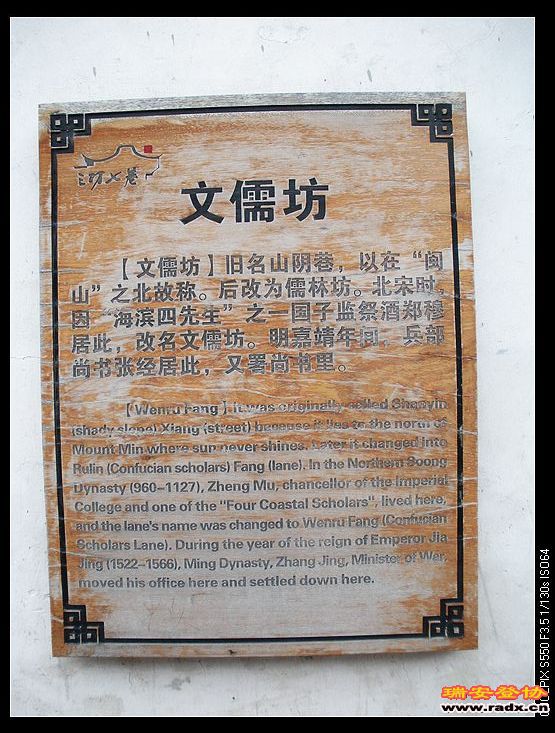 三坊七巷
文儒坊
【文儒坊】旧名山阴巷，以在“闽
山”之北故称。后改为儒林坊。北宋时，
因“海滨四先生”之一国子监祭酒郑穆
居此，改名文儒坊。明嘉靖年间，兵部
尚书张经居此，又署尚书里。
【Wenru Fang】It was originally called Shanyin
(shady slope) Xiang (street) because it lies to the north of
Mount Min where sun never shines. Later it changed into
Rulin (Confucian scholars) Fang (lane). In the Northern Soong
Dynasty (960-1127), Zheng Mu, chancellor of the Imperial
College and one of the "Four Coastal Scholars", lived here,
and the lane's name was changed to Wenru Fang (Confucian
Scholars Lane). During the year of the reign of Emperor Jia
Jing (1522-1566), Ming Dynasty, Zhang Jing, Minister of War,
moved his office here and settled down here.
瑞安登协
www.radx.cn
PIX S550 F3.5 1/130s ISO64